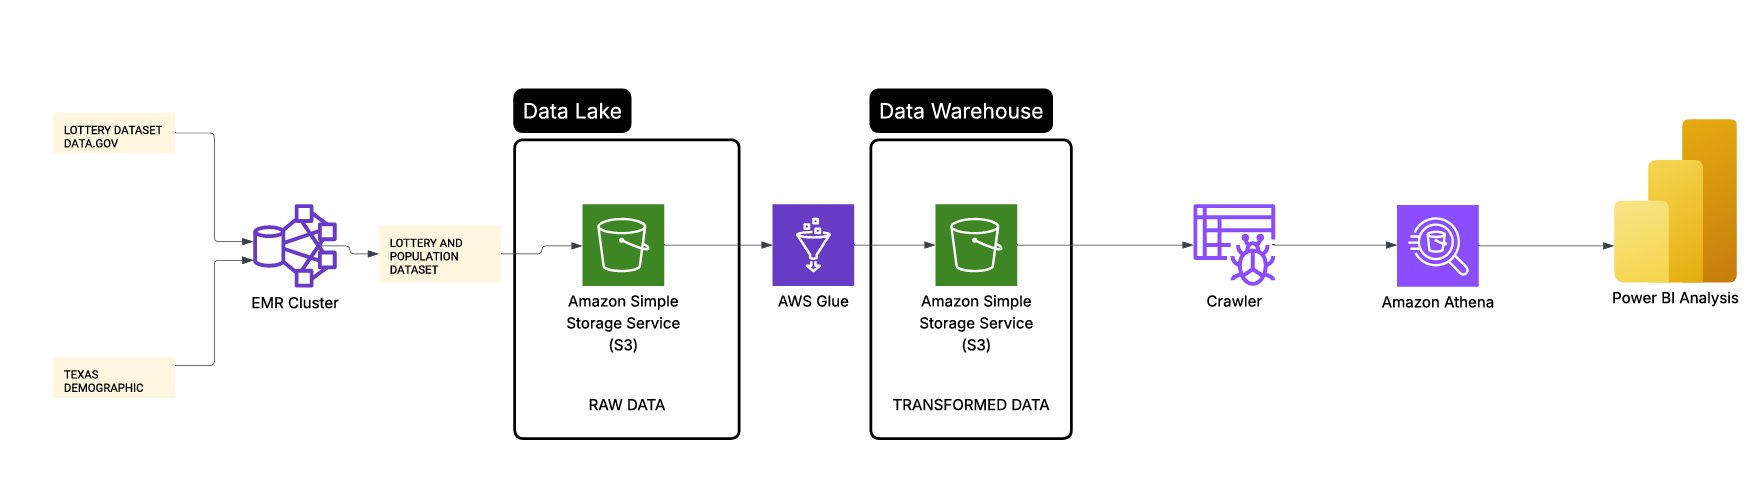 LOTTERY DATASET
DATA.GOV
TEXAS
DEMOGRAPHIC
EMR Cluster
LOTTERY AND
POPULATION
DATASET
Data Lake
Amazon Simple
Storage Service
(S3)
RAW DATA
AWS Glue
Data Warehouse
Amazon Simple
Storage Service
(S3)
TRANSFORMED DATA
Crawler
Amazon Athena
Power BI Analysis